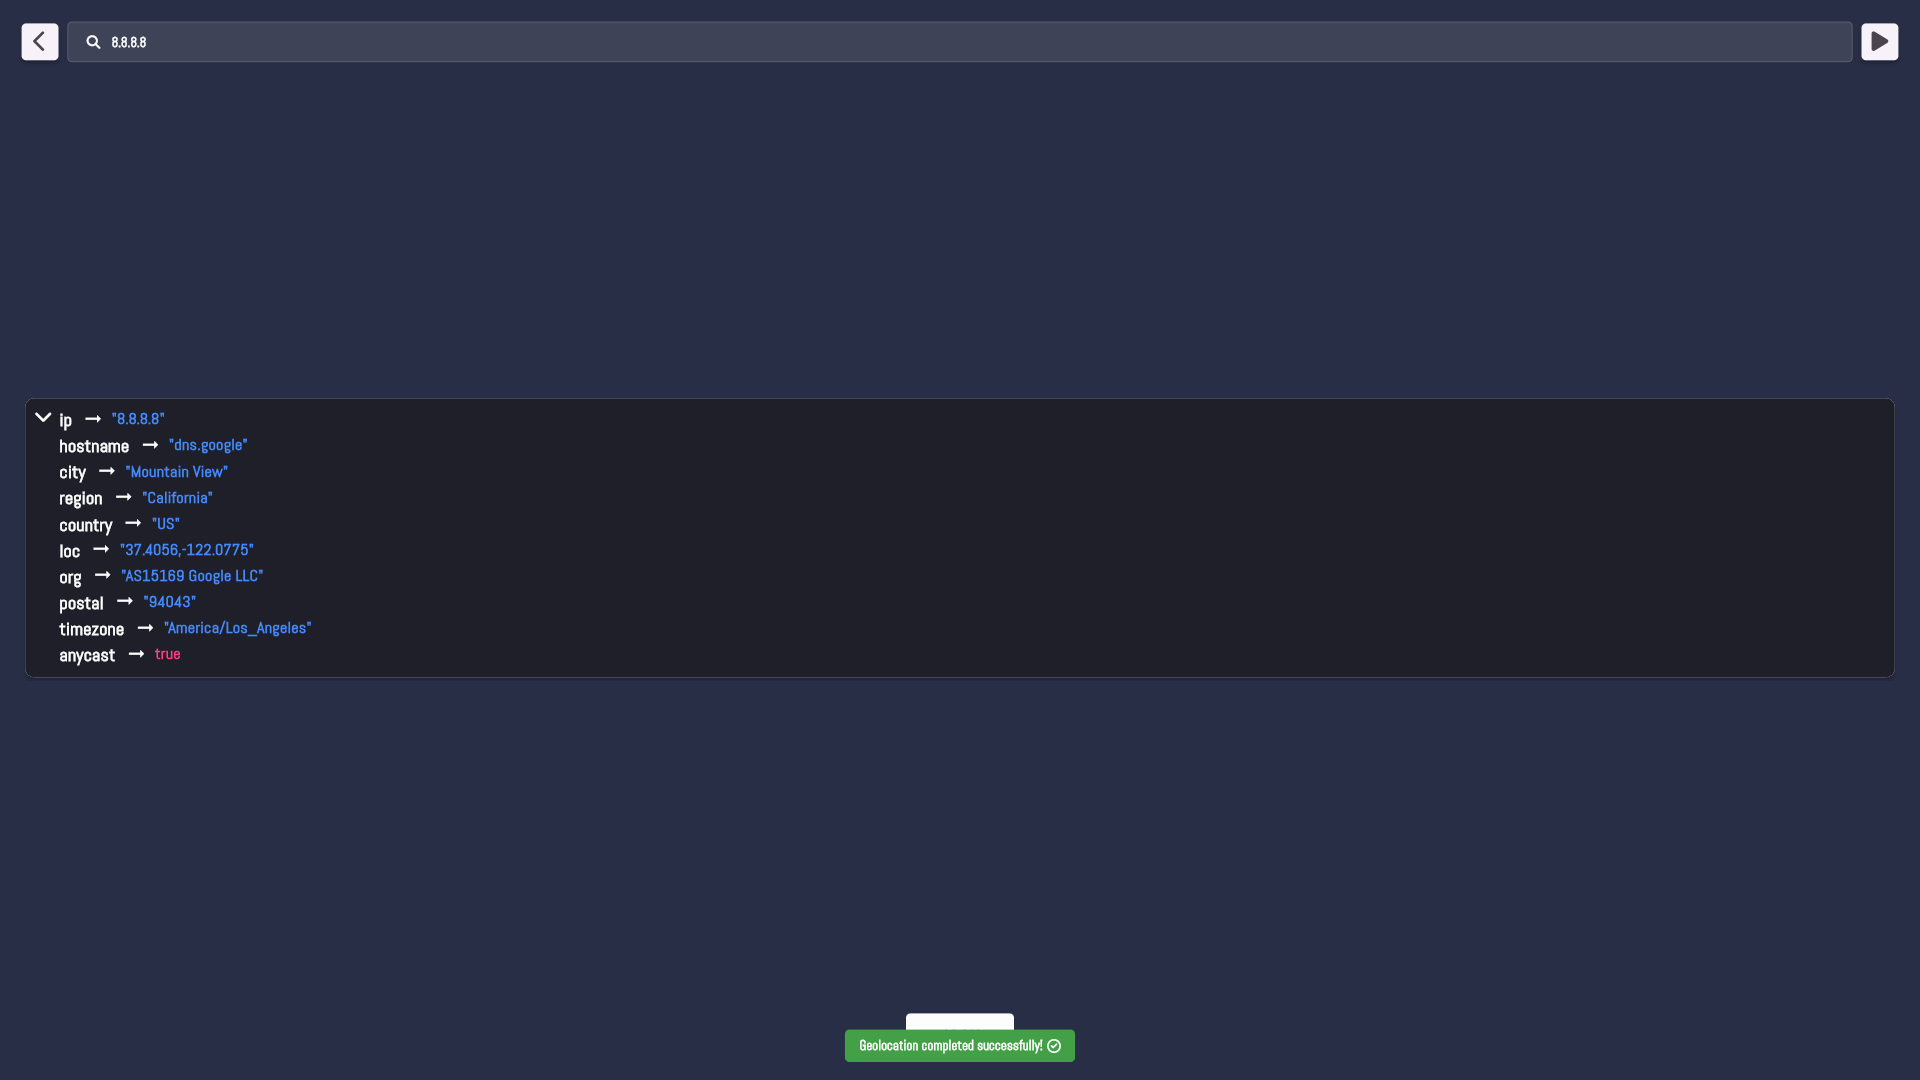 8.8.8.8
ip → "8.8.8.8"
hostname → "dns.google"
city → "Mountain View"
region → "California"
country → "US"
loc → "37.4056,-122.0775"
org → "AS15169 Google LLC"
postal → "94043"
timezone → "America/Los_Angeles"
anycast → true
Geolocation completed successfully!